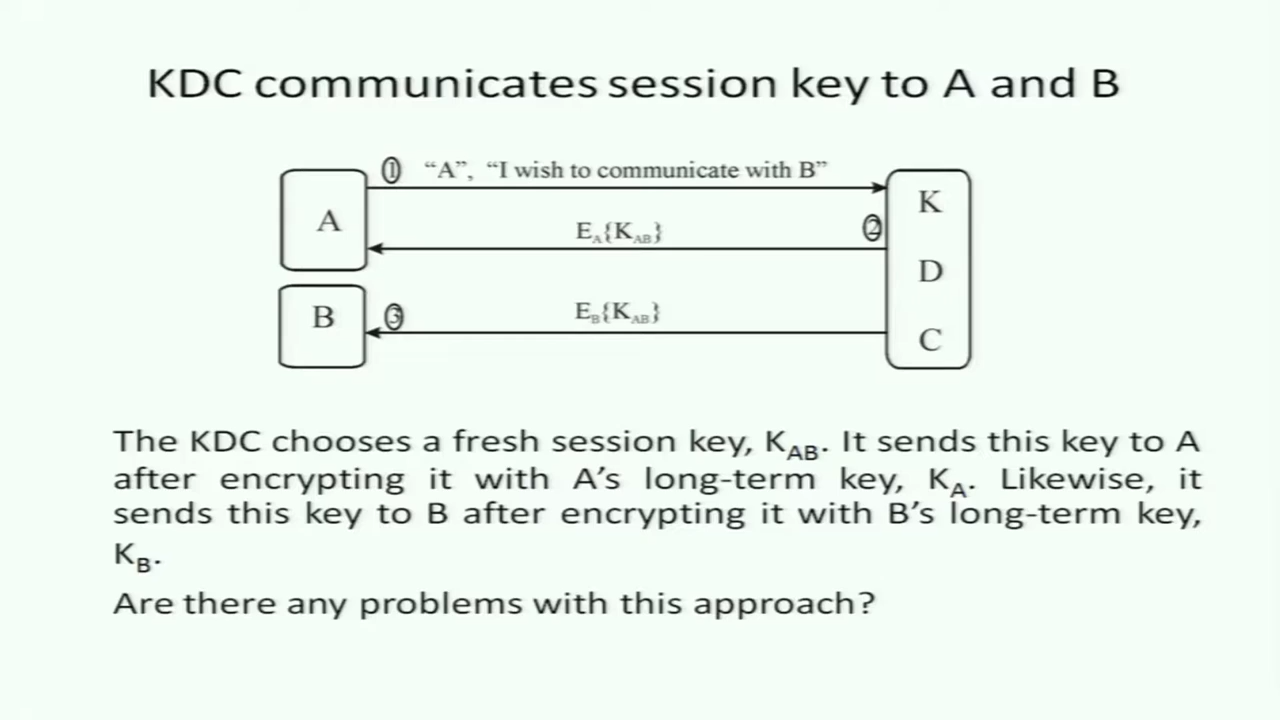 KDC communicates session key to A and B
① “A”, “I wish to communicate with B”
A
K
E_A{K_AB}
②
D
B
③
E_B{K_AB}
C
The KDC chooses a fresh session key, K_AB. It sends this key to A
after encrypting it with A’s long-term key, K_A. Likewise, it
sends this key to B after encrypting it with B’s long-term key,
K_B.
Are there any problems with this approach?